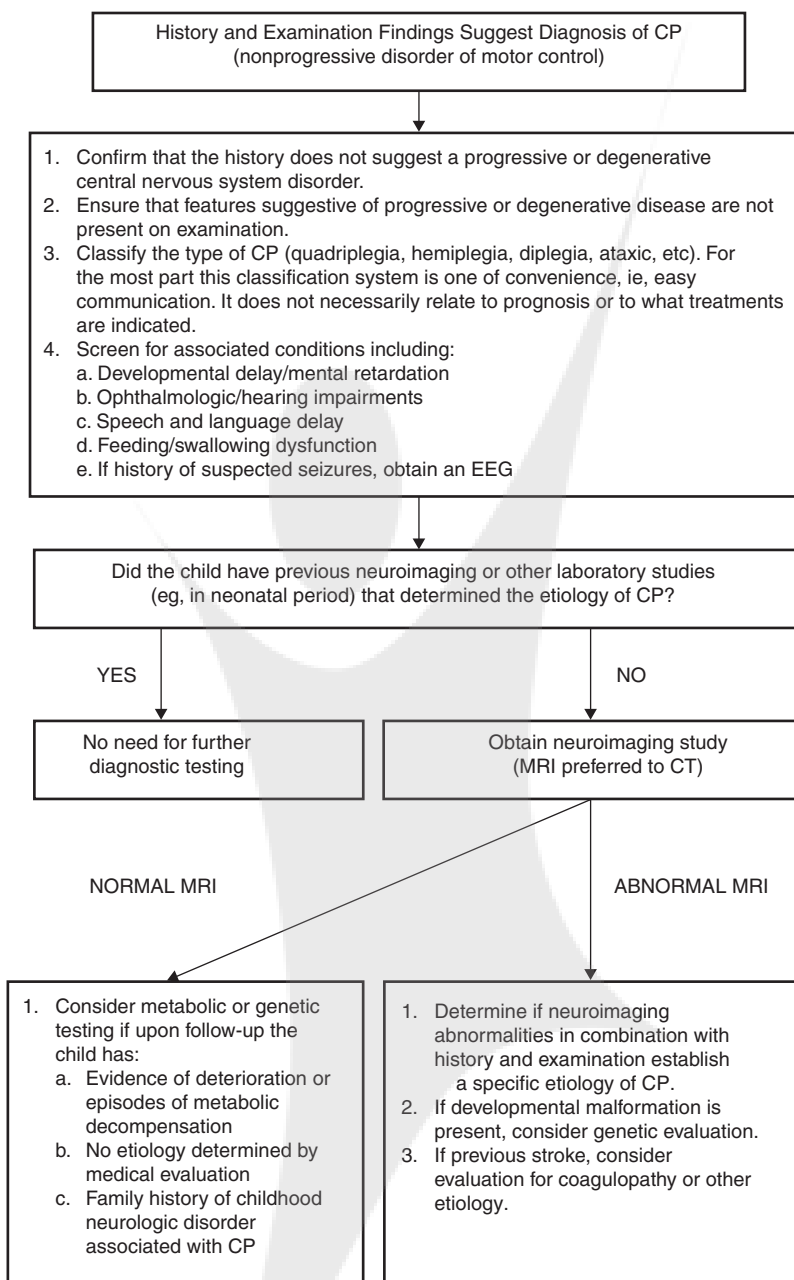 History and Examination Findings Suggest Diagnosis of CP
(nonprogressive disorder of motor control)
1. Confirm that the history does not suggest a progressive or degenerative
central nervous system disorder.
2. Ensure that features suggestive of progressive or degenerative disease are not
present on examination.
3. Classify the type of CP (quadriplegia, hemiplegia, diplegia, ataxic, etc). For
the most part this classification system is one of convenience, ie, easy
communication. It does not necessarily relate to prognosis or to what treatments
are indicated.
4. Screen for associated conditions including:
a. Developmental delay/mental retardation
b. Ophthalmologic/hearing impairments
c. Speech and language delay
d. Feeding/swallowing dysfunction
e. If history of suspected seizures, obtain an EEG
Did the child have previous neuroimaging or other laboratory studies
(eg, in neonatal period) that determined the etiology of CP?
YES
NO
No need for further
diagnostic testing
Obtain neuroimaging study
(MRI preferred to CT)
NORMAL MRI
ABNORMAL MRI
1. Consider metabolic or genetic
testing if upon follow-up the
child has:
a. Evidence of deterioration or
episodes of metabolic
decompensation
b. No etiology determined by
medical evaluation
c. Family history of childhood
neurologic disorder
associated with CP
1. Determine if neuroimaging
abnormalities in combination with
history and examination establish
a specific etiology of CP.
2. If developmental malformation is
present, consider genetic evaluation.
3. If previous stroke, consider
evaluation for coagulopathy or other
etiology.